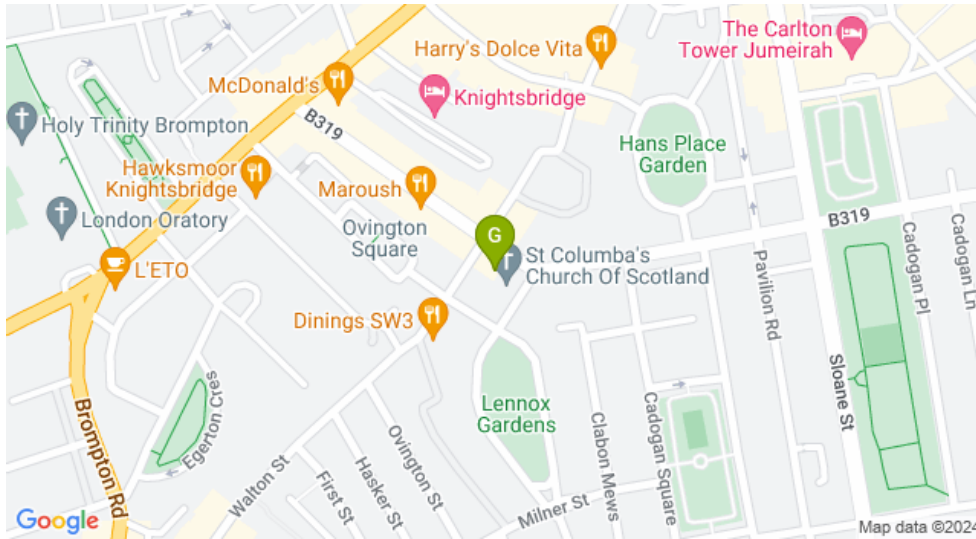 The Carlton
Tower Jumeirah
Harry's Dolce Vita
McDonald's
Knightsbridge
B319
Holy Trinity Brompton
Hans Place
Garden
Hawksmoor
Knightsbridge
Maroush
London Oratory
Ovington
Square
B319
G
St Columba's
Church Of Scotland
L'ETO
Dinings SW3
Pavilion Rd
Cadogan Pl
Cadogan Ln
Sloane St
Lennox
Gardens
Egerton Cres
Brompton Rd
Walton St
First St
Hasker St
Ovington St
Clabon Mews
Cadogan Square
Milner St
Google
Map data ©2024